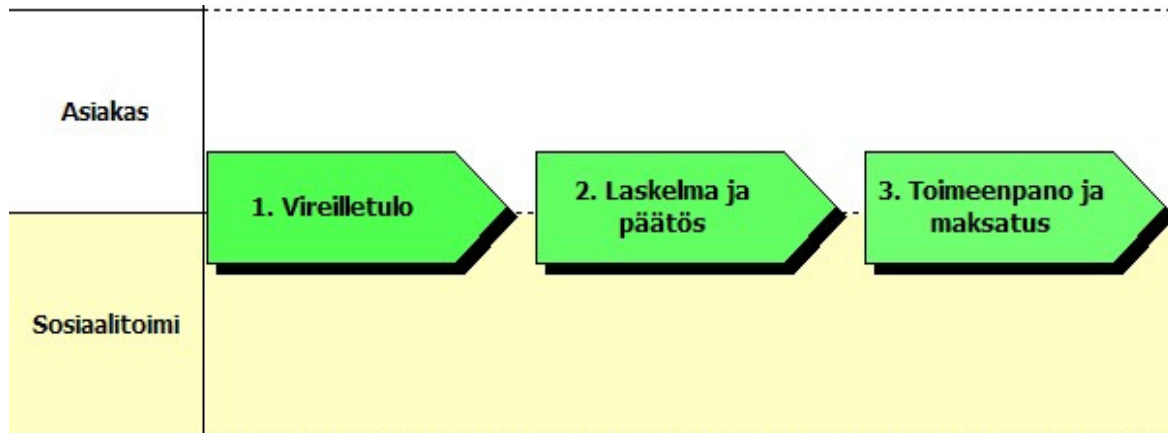 Asiakas
1. Vireilletulo
2. Laskelma ja
päätös
3. Toimeenpano ja
maksatus
Sosiaalitoimi